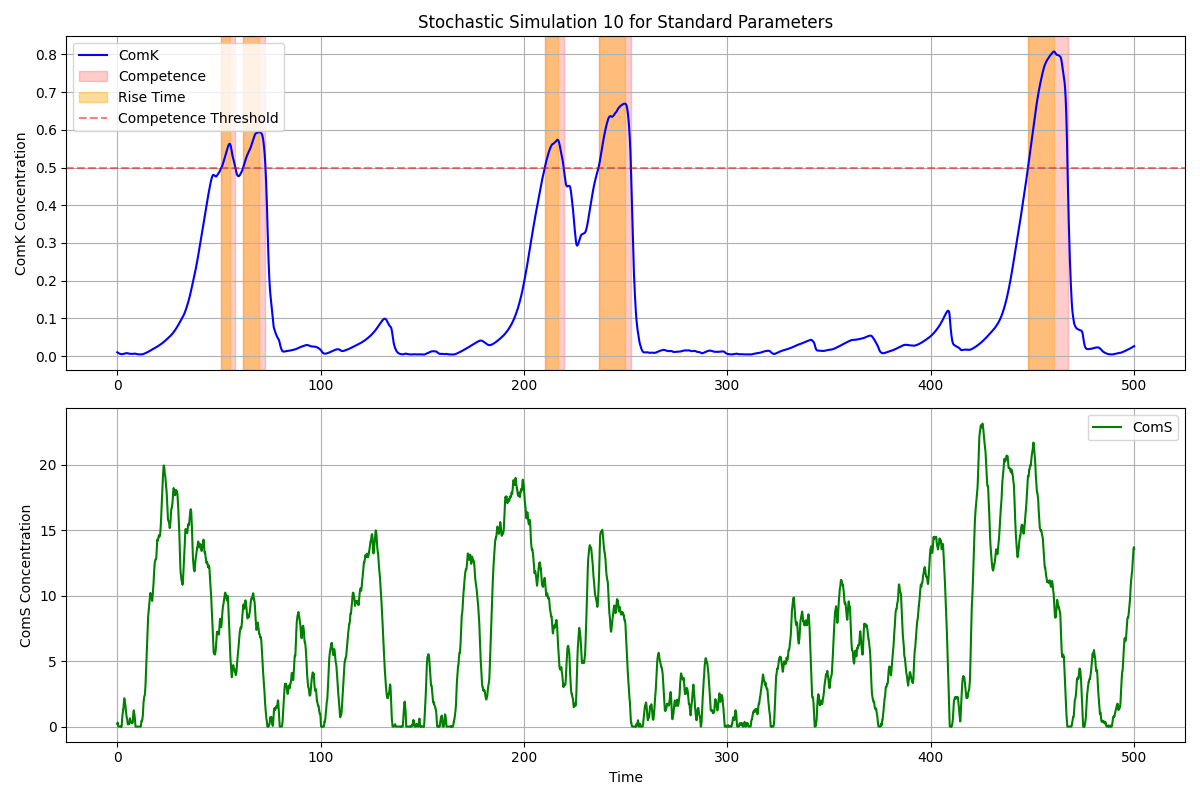 Stochastic Simulation 10 for Standard Parameters
ComK Concentration
0.8
0.7
0.6
0.5
0.4
0.3
0.2
0.1
0.0
ComK
Competence
Rise Time
Competence Threshold
0 100 200 300 400 500
ComS Concentration
20
15
10
5
0
ComS
0 100 200 300 400 500
Time